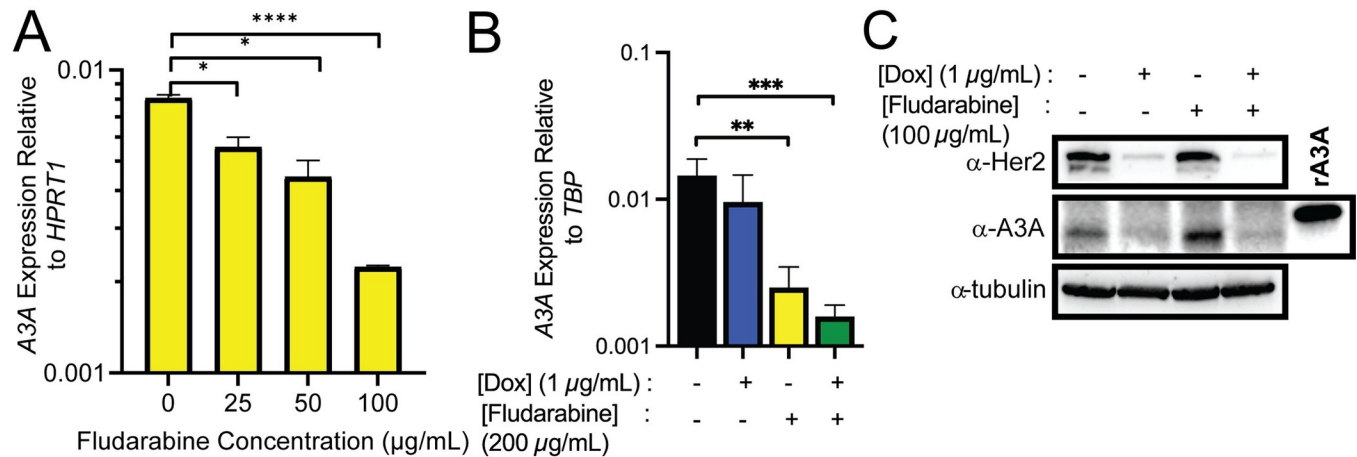 A
****
*
*
0.01
0.001
A3A Expression Relative
to HPRT1
0 25 50 100
Fludarabine Concentration (µg/mL)
B
***
**
0.1
0.01
0.001
A3A Expression Relative
to TBP
[Dox] (1 µg/mL) : - + - +
[Fludarabine] : - - + +
(200 µg/mL)
C
[Dox] (1 µg/mL) : - + - +
[Fludarabine] : - - + +
(100 µg/mL)
rA3A
α-Her2
α-A3A
α-tubulin